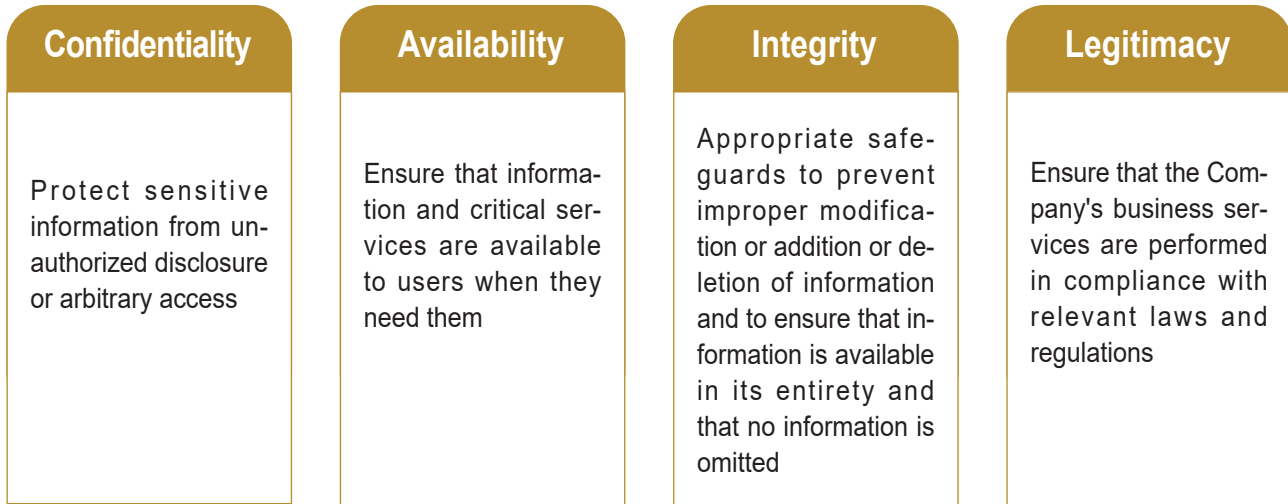 Confidentiality
Protect sensitive
information from un-
authorized disclosure
or arbitrary access
Availability
Ensure that informa-
tion and critical ser-
vices are available
to users when they
need them
Integrity
Appropriate safe-
guards to prevent
improper modifica-
tion or addition or de-
letion of information
and to ensure that in-
formation is available
in its entirety and
that no information is
omitted
Legitimacy
Ensure that the Com-
pany's business ser-
vices are performed
in compliance with
relevant laws and
regulations